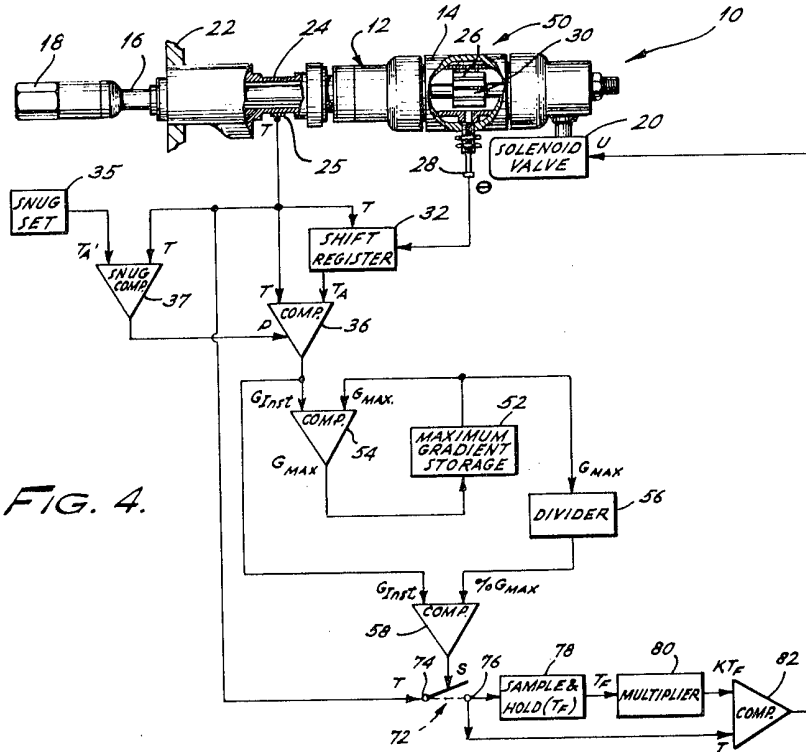 18
16
22
24
12
14
50
26
30
10
T
25
28
Θ
SOLENOID
VALVE
U
20
35
SNUG
SET
TA'
T
SNUG
COMP.
37
T
SHIFT
REGISTER
32
T
TA
P
COMP.
36
GInst
GMAX.
COMP.
54
GMAX
52
MAXIMUM
GRADIENT
STORAGE
GMAX
DIVIDER
56
FIG. 4.
GInst
%GMAX
COMP.
58
S
T
74
76
72
78
SAMPLE &
HOLD (TF)
TF
80
MULTIPLIER
KTF
82
COMP.
T